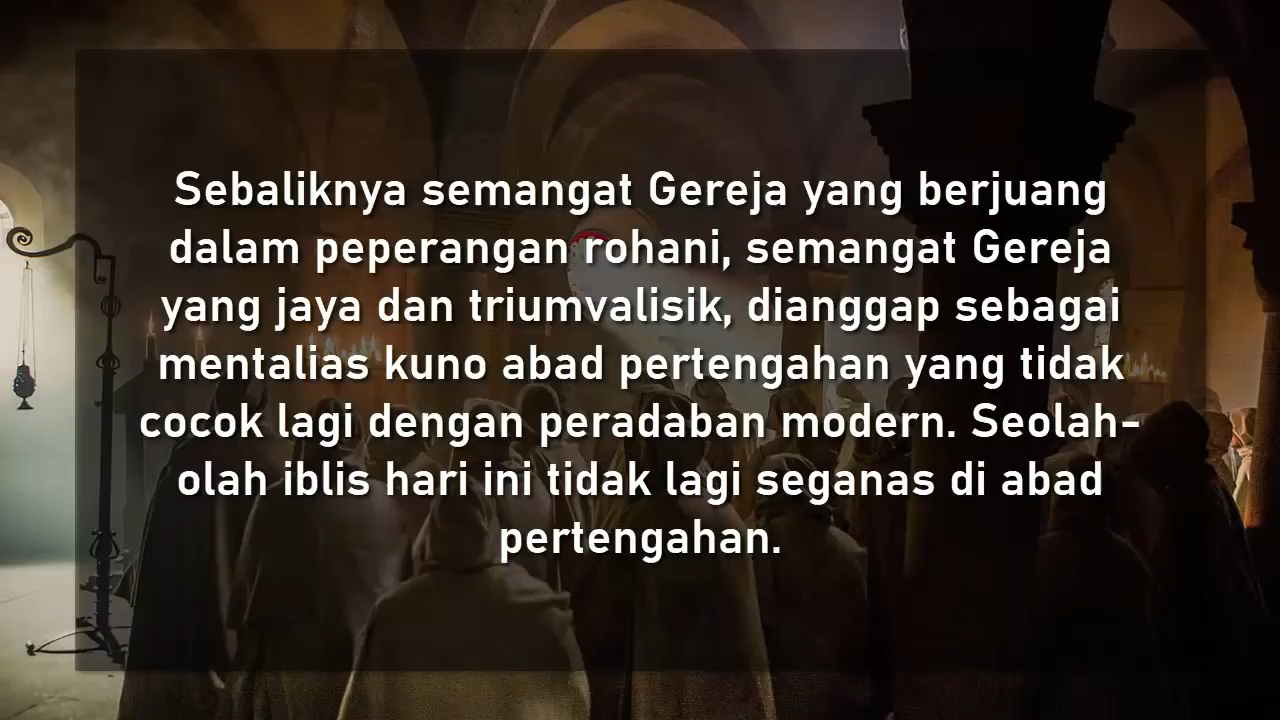 Sebaliknya semangat Gereja yang berjuang
dalam peperangan rohani, semangat Gereja
yang jaya dan triumvalisik, dianggap sebagai
mentalias kuno abad pertengahan yang tidak
cocok lagi dengan peradaban modern. Seolah-
olah iblis hari ini tidak lagi seganas di abad
pertengahan.